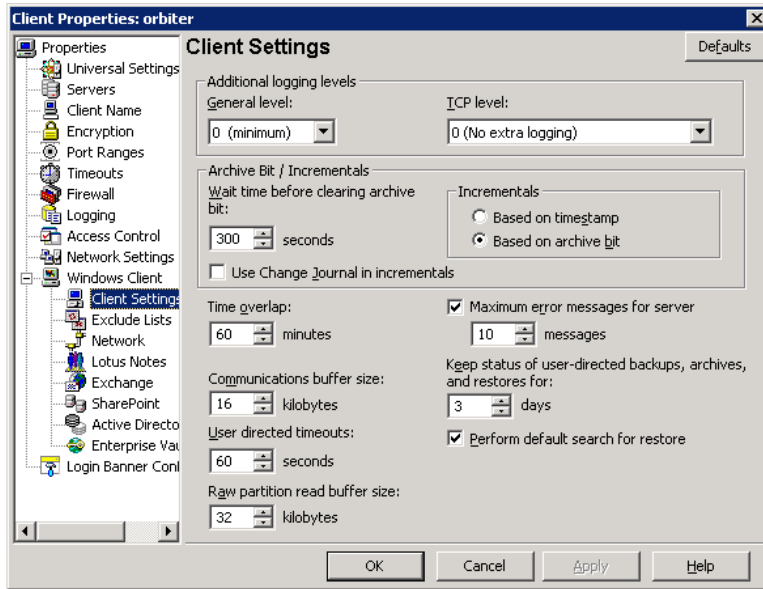 Client Properties: orbiter
Properties
Universal Settings
Servers
Client Name
Encryption
Port Ranges
Timeouts
Firewall
Logging
Access Control
Network Settings
Windows Client
Client Settings
Exclude Lists
Network
Lotus Notes
Exchange
SharePoint
Active Directo
Enterprise Vau
Login Banner Conf
Client Settings
Defaults
Additional logging levels
General level:
0 (minimum)
TCP level:
0 (No extra logging)
Archive Bit / Incrementals
Wait time before clearing archive
bit:
300 seconds
Incrementals
Based on timestamp
Based on archive bit
Use Change Journal in incrementals
Time overlap:
60 minutes
Maximum error messages for server
10 messages
Communications buffer size:
16 kilobytes
Keep status of user-directed backups, archives,
and restores for:
3 days
User directed timeouts:
60 seconds
Perform default search for restore
Raw partition read buffer size:
32 kilobytes
OK
Cancel
Apply
Help